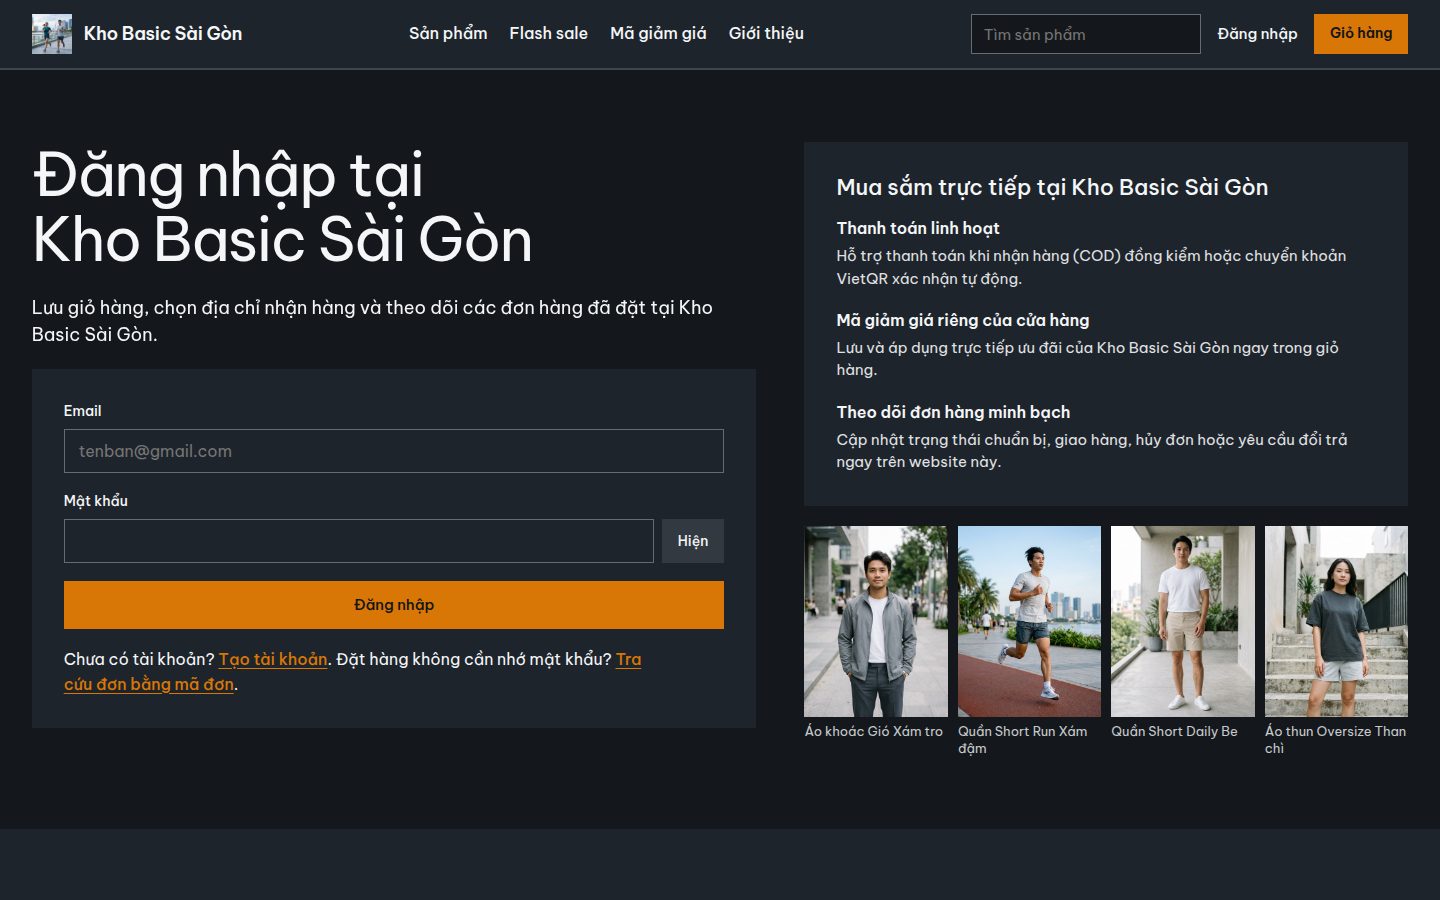 Kho Basic Sài Gòn
Sản phẩm
Flash sale
Mã giảm giá
Giới thiệu
Tìm sản phẩm
Đăng nhập
Giỏ hàng
Đăng nhập tại
Kho Basic Sài Gòn
Lưu giỏ hàng, chọn địa chỉ nhận hàng và theo dõi các đơn hàng đã đặt tại Kho
Basic Sài Gòn.
Email
tenban@gmail.com
Mật khẩu
Hiện
Đăng nhập
Chưa có tài khoản? Tạo tài khoản. Đặt hàng không cần nhớ mật khẩu? Tra
cứu đơn bằng mã đơn.
Mua sắm trực tiếp tại Kho Basic Sài Gòn
Thanh toán linh hoạt
Hỗ trợ thanh toán khi nhận hàng (COD) đồng kiểm hoặc chuyển khoản
VietQR xác nhận tự động.
Mã giảm giá riêng của cửa hàng
Lưu và áp dụng trực tiếp ưu đãi của Kho Basic Sài Gòn ngay trong giỏ
hàng.
Theo dõi đơn hàng minh bạch
Cập nhật trạng thái chuẩn bị, giao hàng, hủy đơn hoặc yêu cầu đổi trả
ngay trên website này.
Áo khoác Gió Xám tro
Quần Short Run Xám
đậm
Quần Short Daily Be
Áo thun Oversize Than
chì